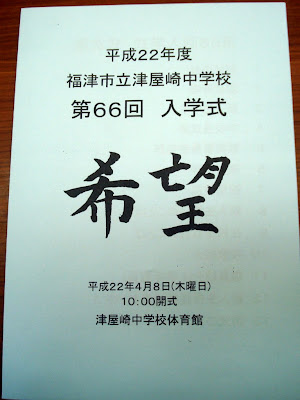 平成22年度
福津市立津屋崎中学校
第66回 入学式
希望
平成22年4月8日(木曜日)
10:00開式
津屋崎中学校体育館